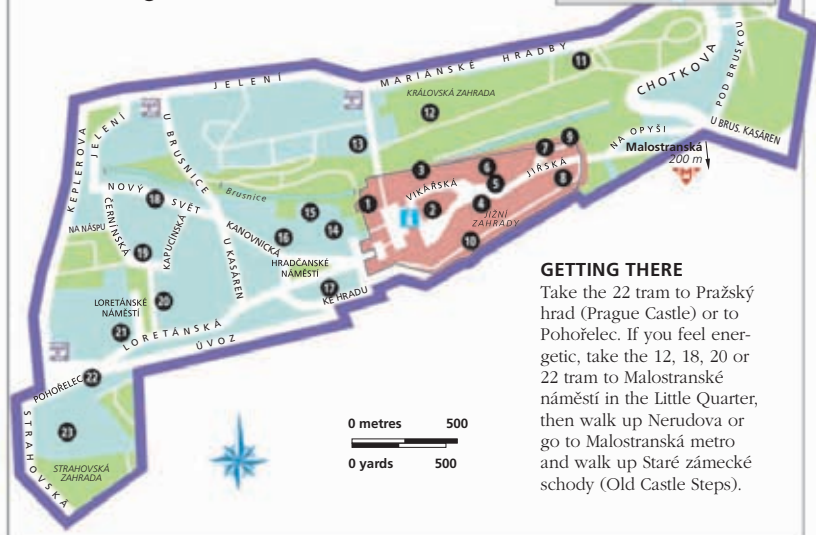 JELENÍ
MARIÁNSKÉ HRADBY
CHOTKOVA
POD BRUSKOU
KRÁLOVSKÁ ZAHRADA
11
12
13
KEPLEROVA
JELENÍ
U BRUSNICE
Brusnice
NA OPYŠI
U BRUS. KASÁREN
Malostranská
200 m
NOVÝ SVĚT
18
NA NÁSPU
ČERNÍNSKÁ
KAPUCÍNSKÁ
19
U KASÁREN
KANOVNICKÁ
15
14
16
1
3
VIKÁŘSKÁ
2
6
5
4
7
9
JIŘSKÁ
8
JIŽNÍ
ZAHRADY
10
HRADČANSKÉ
NÁMĚSTÍ
17
KE HRADU
LORETÁNSKÉ
NÁMĚSTÍ
20
21
LORETÁNSKÁ
ÚVOZ
POHOŘELEC
22
23
STRAHOVSKÁ
STRAHOVSKÁ
ZAHRADA
0 metres 500
0 yards 500
GETTING THERE
Take the 22 tram to Pražský
hrad (Prague Castle) or to
Pohořelec. If you feel ener-
getic, take the 12, 18, 20 or
22 tram to Malostranské
náměstí in the Little Quarter,
then walk up Nerudova or
go to Malostranská metro
and walk up Staré zámecké
schody (Old Castle Steps).